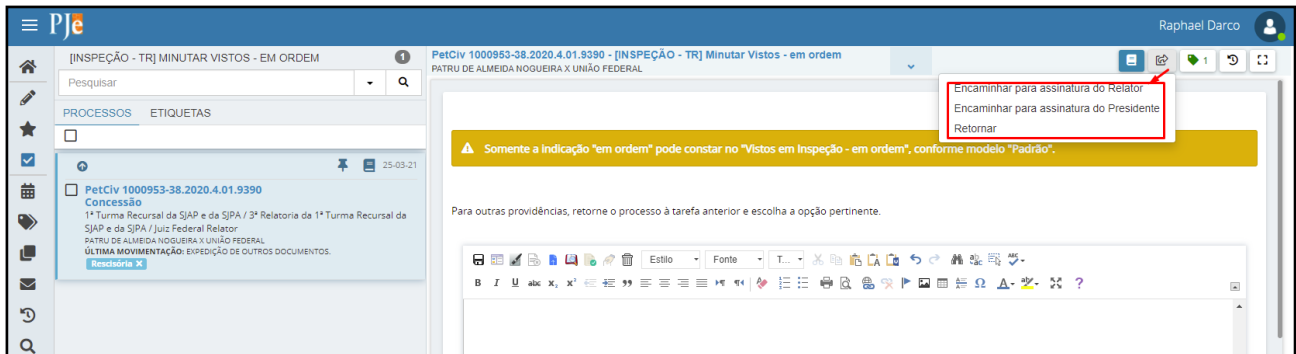 PJe
Raphael Darco
[INSPEÇÃO - TR] MINUTAR VISTOS - EM ORDEM
1
Pesquisar
PROCESSOS ETIQUETAS
25-03-21
PetCiv 1000953-38.2020.4.01.9390
Concessão
1ª Turma Recursal da SJAP e da SJPA / 3ª Relatoria da 1ª Turma Recursal da
SJAP e da SJPA / Juiz Federal Relator
PATRU DE ALMEIDA NOGUEIRA X UNIÃO FEDERAL
ÚLTIMA MOVIMENTAÇÃO: EXPEDIÇÃO DE OUTROS DOCUMENTOS.
Rescisória X
PetCiv 1000953-38.2020.4.01.9390 - [INSPEÇÃO - TR] Minutar Vistos - em ordem
PATRU DE ALMEIDA NOGUEIRA X UNIÃO FEDERAL
1
Encaminhar para assinatura do Relator
Encaminhar para assinatura do Presidente
Retornar
Somente a indicação "em ordem" pode constar no "Vistos em Inspeção - em ordem", conforme modelo "Padrão".
Para outras providências, retorne o processo à tarefa anterior e escolha a opção pertinente.
Estilo Fonte T...
B I U abc x₂ x² Ω A ?